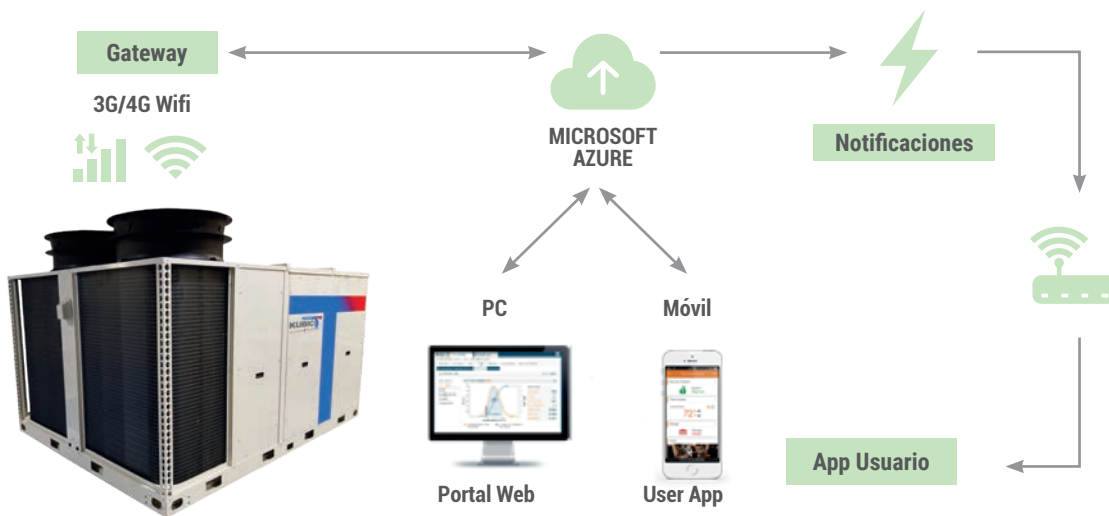 Gateway
3G/4G Wifi
MICROSOFT
AZURE
Notificaciones
KUBIC
PC
Móvil
Portal Web
User App
App Usuario